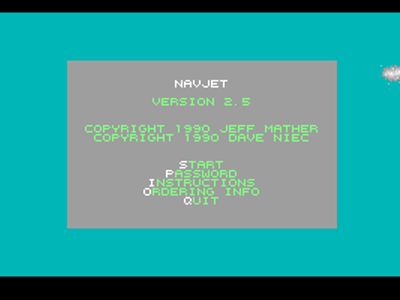 NAVJET
VERSION 2.5
COPYRIGHT 1990 JEFF MATHER
COPYRIGHT 1990 DAVE NIEC
START
PASSWORD
INSTRUCTIONS
ORDERING INFO
QUIT